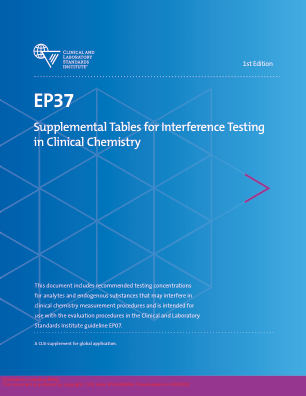 CLINICAL AND
LABORATORY
STANDARDS
INSTITUTE®
1st Edition
EP37
Supplemental Tables for Interference Testing
in Clinical Chemistry
This document includes recommended testing concentrations
for analytes and endogenous substances that may interfere in
clinical chemistry measurement procedures and is intended for
use with the evaluation procedures in the Clinical and Laboratory
Standards Institute guideline EP07.
A CLSI supplement for global application.